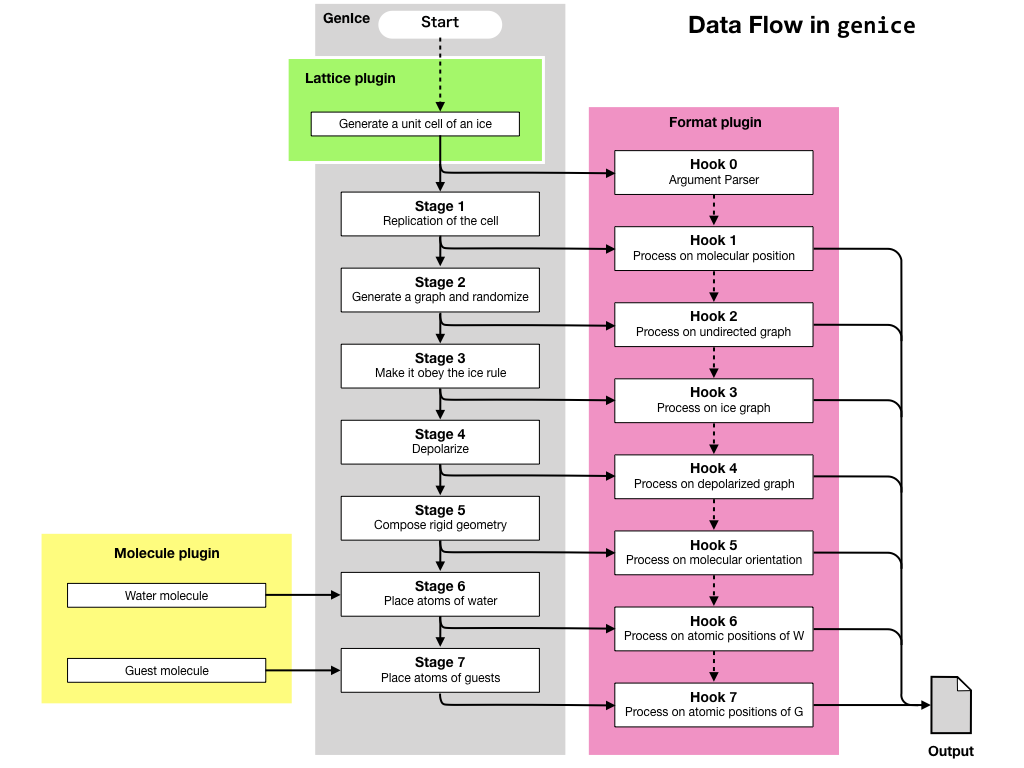 GenIce
Start
Data Flow in genice
Lattice plugin
Generate a unit cell of an ice
Format plugin
Hook 0
Argument Parser
Stage 1
Replication of the cell
Hook 1
Process on molecular position
Stage 2
Generate a graph and randomize
Hook 2
Process on undirected graph
Stage 3
Make it obey the ice rule
Hook 3
Process on ice graph
Stage 4
Depolarize
Hook 4
Process on depolarized graph
Stage 5
Compose rigid geometry
Hook 5
Process on molecular orientation
Molecule plugin
Water molecule
Stage 6
Place atoms of water
Hook 6
Process on atomic positions of W
Guest molecule
Stage 7
Place atoms of guests
Hook 7
Process on atomic positions of G
Output